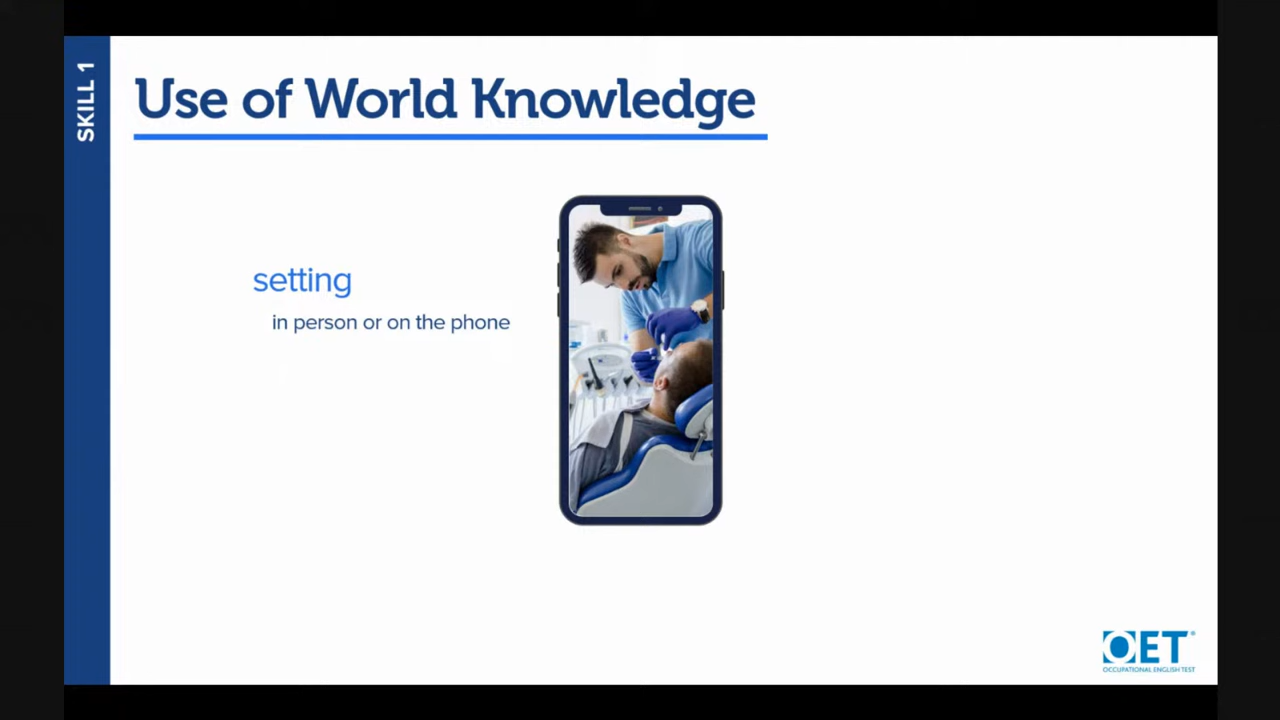 SKILL 1
Use of World Knowledge
setting
in person or on the phone
OET®
OCCUPATIONAL ENGLISH TEST